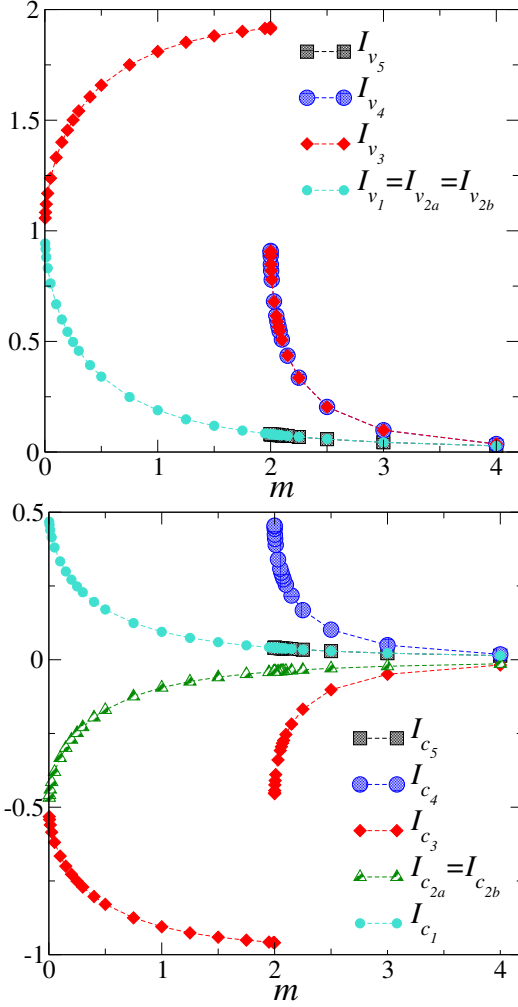 2
1.5
1
0.5
0
I_{v_5}
I_{v_4}
I_{v_3}
I_{v_1}=I_{v_{2a}}=I_{v_{2b}}
0 1 2 3 4
m
0.5
0
-0.5
-1
I_{c_5}
I_{c_4}
I_{c_3}
I_{c_{2a}}=I_{c_{2b}}
I_{c_1}
0 1 2 3 4
m